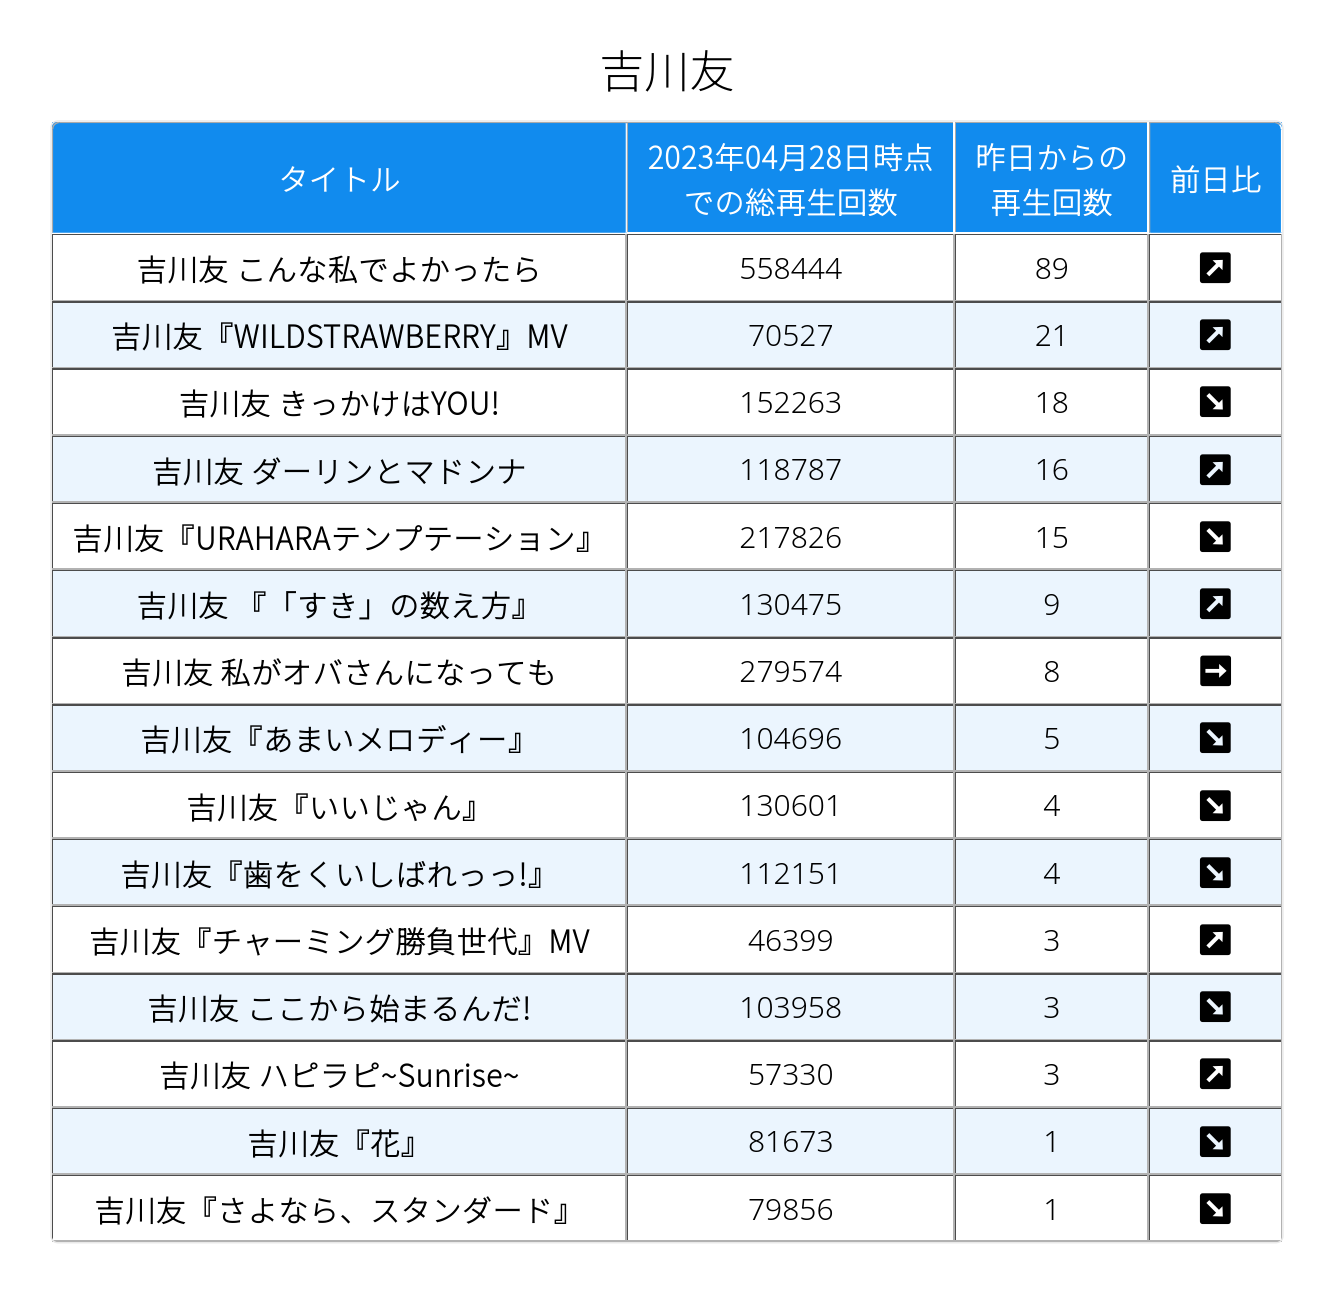 吉川友
タイトル
2023年04月28日時点
での総再生回数
昨日からの
再生回数
前日比
吉川友 こんな私でよかったら 558444 89 ↗
吉川友『WILDSTRAWBERRY』MV 70527 21 ↗
吉川友 きっかけはYOU! 152263 18 ↘
吉川友 ダーリンとマドンナ 118787 16 ↗
吉川友『URAHARAテンプテーション』 217826 15 ↘
吉川友 『「すき」の数え方』 130475 9 ↗
吉川友 私がオバさんになっても 279574 8 →
吉川友『あまいメロディー』 104696 5 ↘
吉川友『いいじゃん』 130601 4 ↘
吉川友『歯をくいしばれっっ!』 112151 4 ↘
吉川友『チャーミング勝負世代』MV 46399 3 ↗
吉川友 ここから始まるんだ! 103958 3 ↘
吉川友 ハピラピ~Sunrise~ 57330 3 ↗
吉川友『花』 81673 1 ↘
吉川友『さよなら、スタンダード』 79856 1 ↘